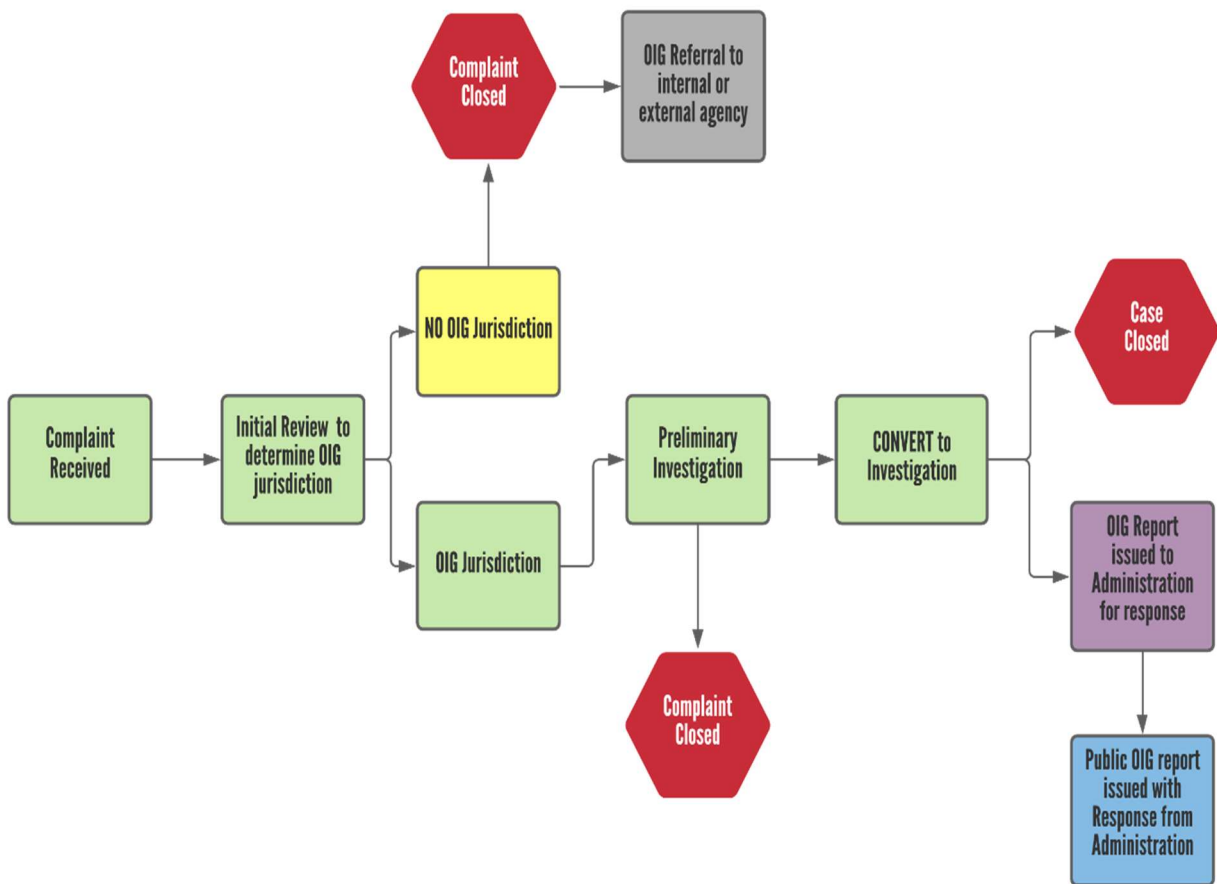 Complaint
Closed
OIG Referral to
internal or
external agency
NO OIG Jurisdiction
Case
Closed
Complaint
Received
Initial Review to
determine OIG
jurisdiction
Preliminary
Investigation
CONVERT to
Investigation
OIG Jurisdiction
OIG Report
issued to
Administration
for response
Complaint
Closed
Public OIG report
issued with
Response from
Administration